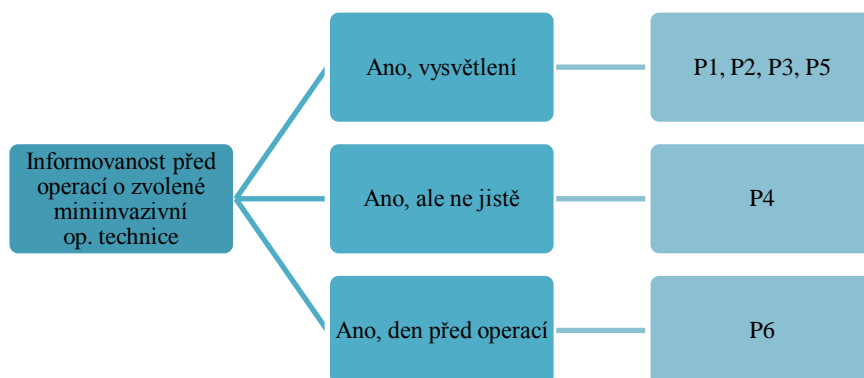 Informovanost před
operací o zvolené
miniinvazivní
op. technice
Ano, vysvětlení
P1, P2, P3, P5
Ano, ale ne jistě
P4
Ano, den před operací
P6